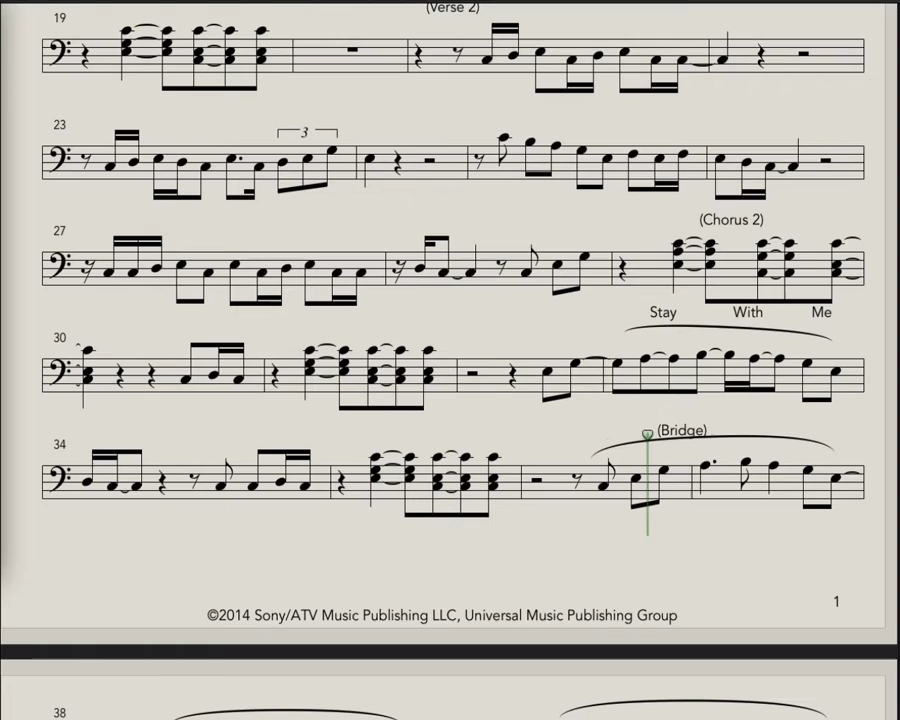 (Verse 2)
19
23
3
27
(Chorus 2)
Stay With Me
30
34
(Bridge)
1
©2014 Sony/ATV Music Publishing LLC, Universal Music Publishing Group
38